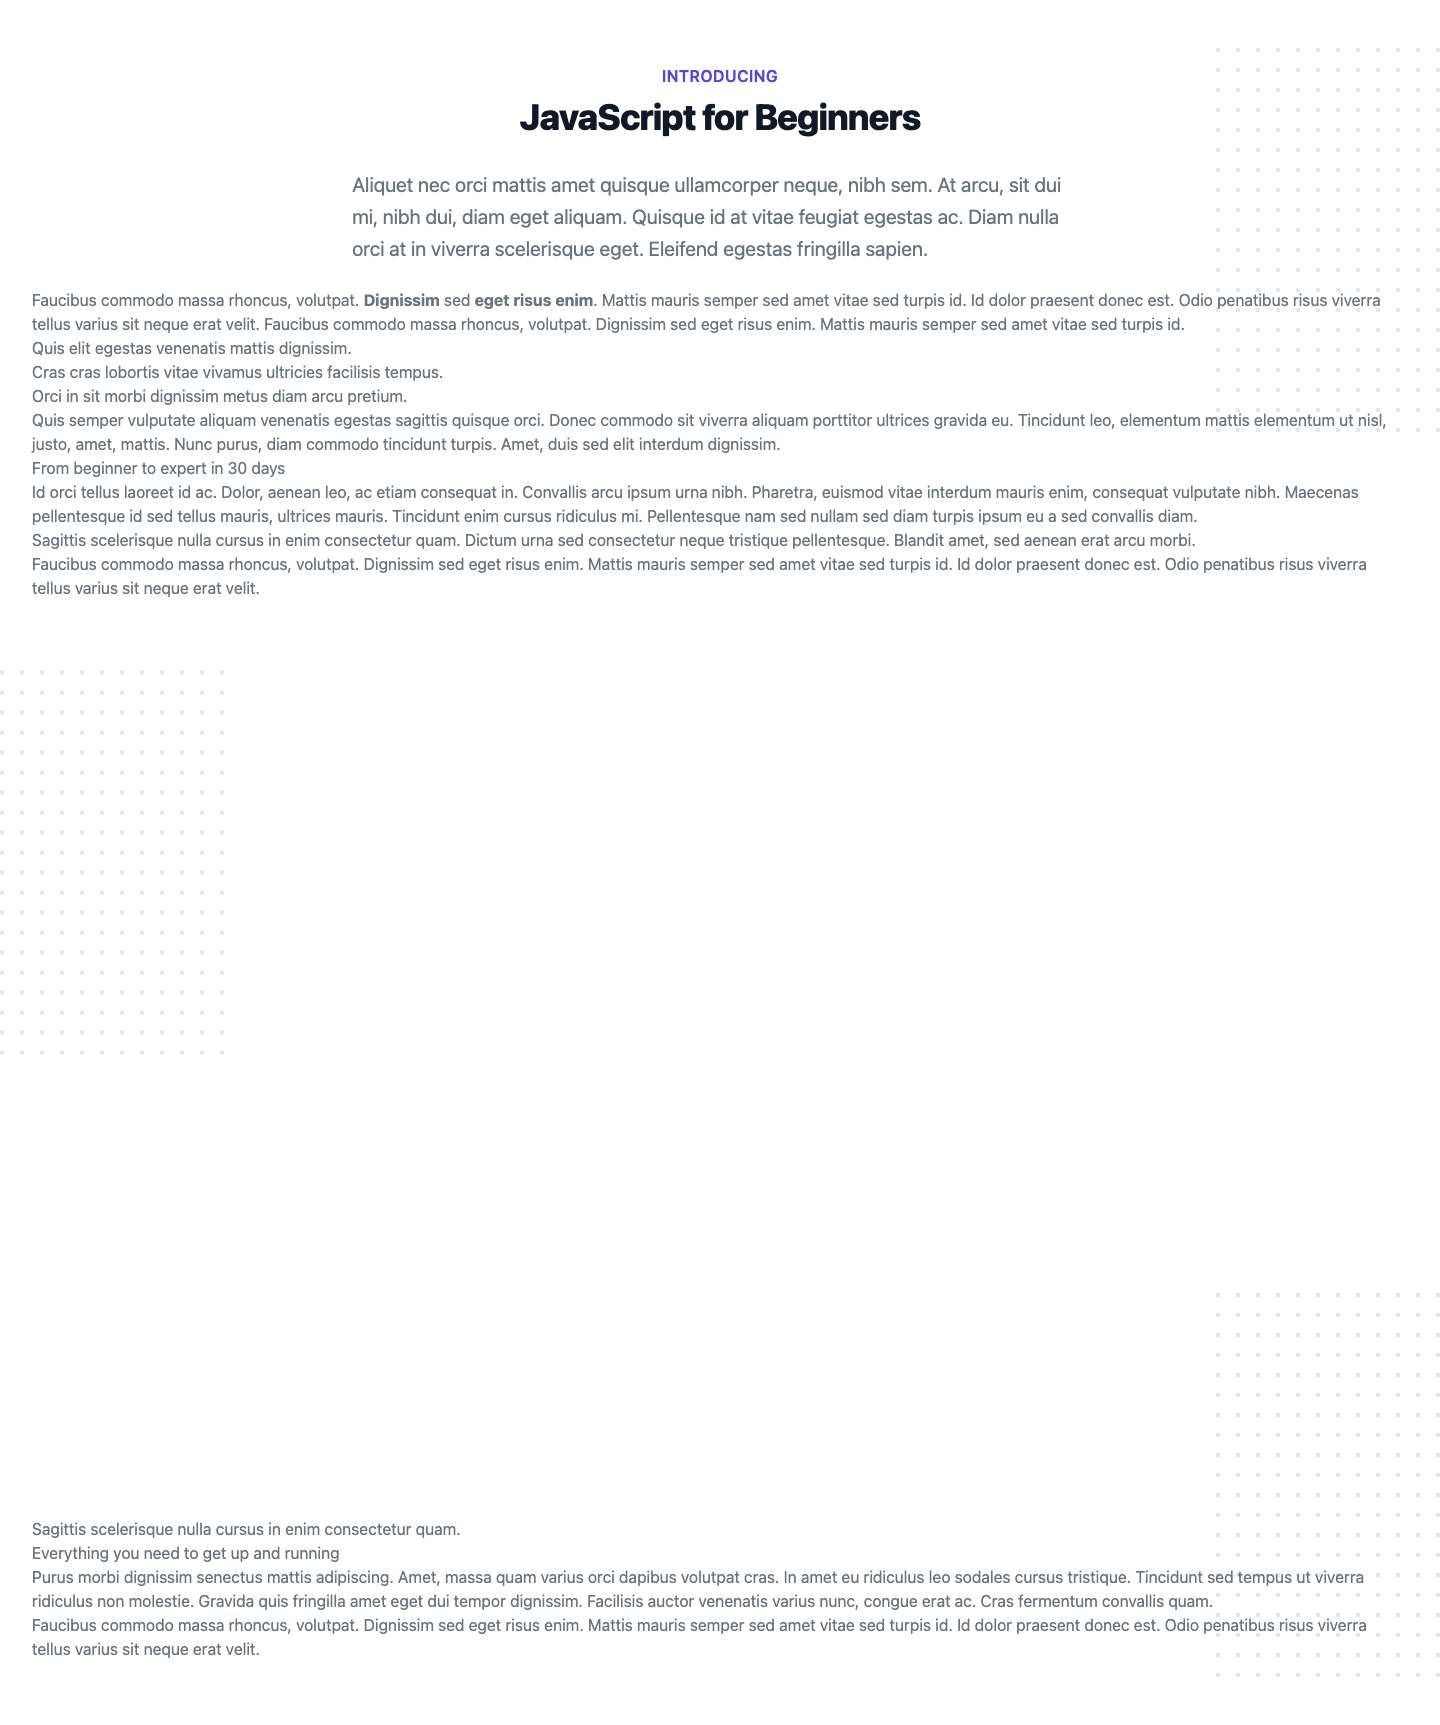 INTRODUCING
JavaScript for Beginners
Aliquet nec orci mattis amet quisque ullamcorper neque, nibh sem. At arcu, sit dui
mi, nibh dui, diam eget aliquam. Quisque id at vitae feugiat egestas ac. Diam nulla
orci at in viverra scelerisque eget. Eleifend egestas fringilla sapien.
Faucibus commodo massa rhoncus, volutpat. Dignissim sed eget risus enim. Mattis mauris semper sed amet vitae sed turpis id. Id dolor praesent donec est. Odio penatibus risus viverra
tellus varius sit neque erat velit. Faucibus commodo massa rhoncus, volutpat. Dignissim sed eget risus enim. Mattis mauris semper sed amet vitae sed turpis id.
Quis elit egestas venenatis mattis dignissim.
Cras cras lobortis vitae vivamus ultricies facilisis tempus.
Orci in sit morbi dignissim metus diam arcu pretium.
Quis semper vulputate aliquam venenatis egestas sagittis quisque orci. Donec commodo sit viverra aliquam porttitor ultrices gravida eu. Tincidunt leo, elementum mattis elementum ut nisl,
justo, amet, mattis. Nunc purus, diam commodo tincidunt turpis. Amet, duis sed elit interdum dignissim.
From beginner to expert in 30 days
Id orci tellus laoreet id ac. Dolor, aenean leo, ac etiam consequat in. Convallis arcu ipsum urna nibh. Pharetra, euismod vitae interdum mauris enim, consequat vulputate nibh. Maecenas
pellentesque id sed tellus mauris, ultrices mauris. Tincidunt enim cursus ridiculus mi. Pellentesque nam sed nullam sed diam turpis ipsum eu a sed convallis diam.
Sagittis scelerisque nulla cursus in enim consectetur quam. Dictum urna sed consectetur neque tristique pellentesque. Blandit amet, sed aenean erat arcu morbi.
Faucibus commodo massa rhoncus, volutpat. Dignissim sed eget risus enim. Mattis mauris semper sed amet vitae sed turpis id. Id dolor praesent donec est. Odio penatibus risus viverra
tellus varius sit neque erat velit.
Sagittis scelerisque nulla cursus in enim consectetur quam.
Everything you need to get up and running
Purus morbi dignissim senectus mattis adipiscing. Amet, massa quam varius orci dapibus volutpat cras. In amet eu ridiculus leo sodales cursus tristique. Tincidunt sed tempus ut viverra
ridiculus non molestie. Gravida quis fringilla amet eget dui tempor dignissim. Facilisis auctor venenatis varius nunc, congue erat ac. Cras fermentum convallis quam.
Faucibus commodo massa rhoncus, volutpat. Dignissim sed eget risus enim. Mattis mauris semper sed amet vitae sed turpis id. Id dolor praesent donec est. Odio penatibus risus viverra
tellus varius sit neque erat velit.